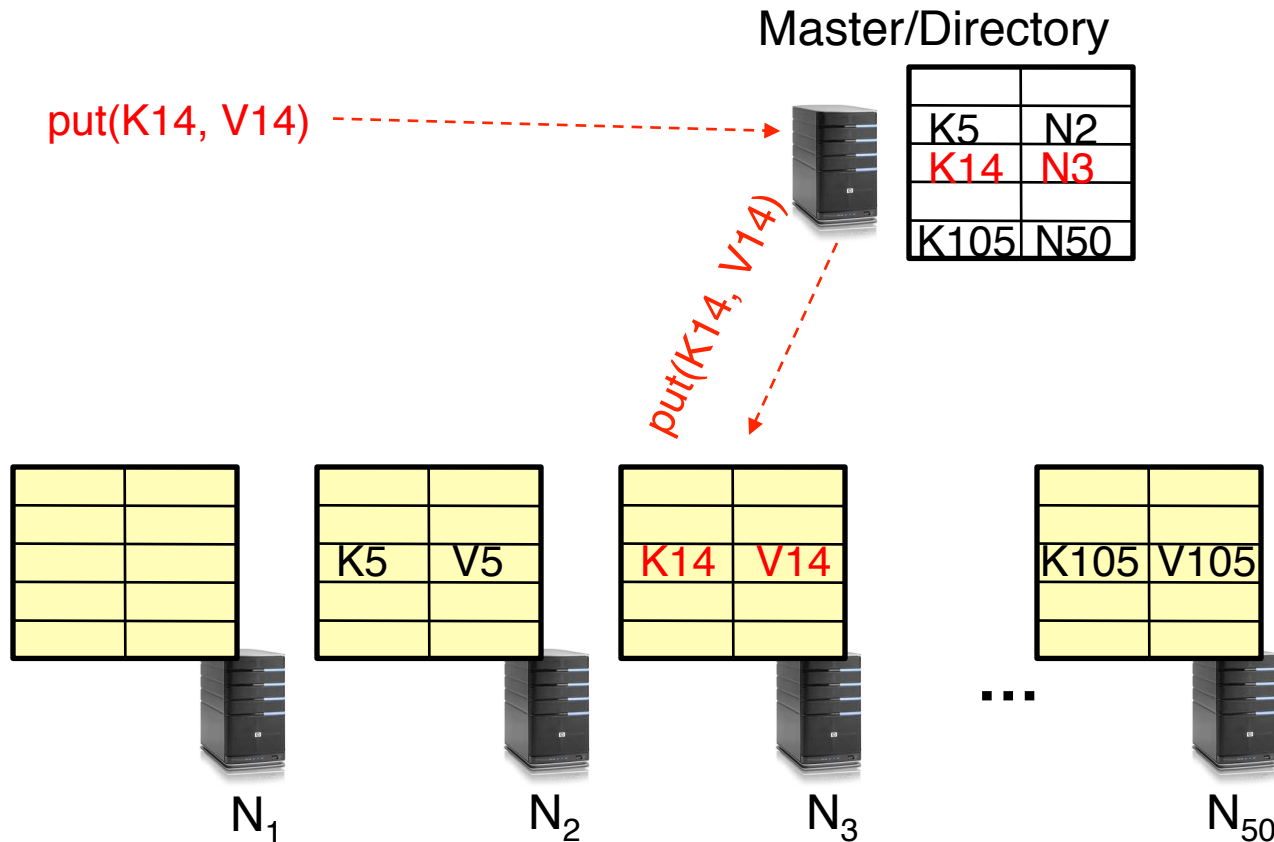 Master/Directory
put(K14, V14)
K5 N2
K14 N3
K105 N50
put(K14, V14)
K5 V5
K14 V14
K105 V105
...
N1
N2
N3
N50